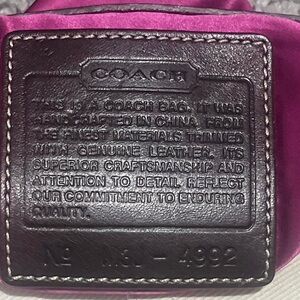 COACH
THIS IS A COACH BAG. IT WAS
HANDCRAFTED IN CHINA FROM
THE FINEST MATERIALS TRIMMED
WITH GENUINE LEATHER. ITS
SUPERIOR CRAFTSMANSHIP AND
ATTENTION TO DETAIL REFLECT
OUR COMMITMENT TO ENDURING
QUALITY.
No - 4992